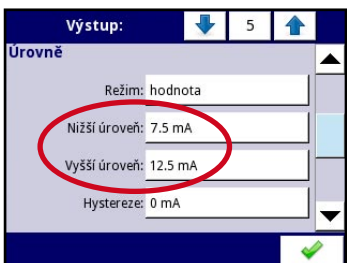 Výstup: 5
Úrovně
Režim: hodnota
Nižší úroveň: 7.5 mA
Vyšší úroveň: 12.5 mA
Hystereze: 0 mA